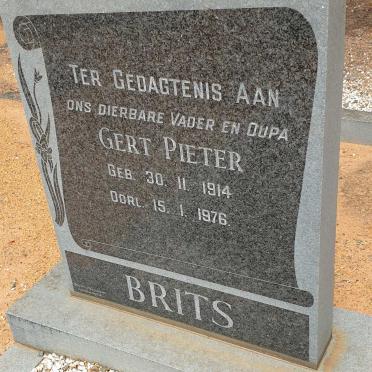 TER GEDAGTENIS AAN
ONS DIERBARE VADER EN OUPA
GERT PIETER
GEB. 30. 11. 1914
OORL. 15. 1. 1976.
BRITS